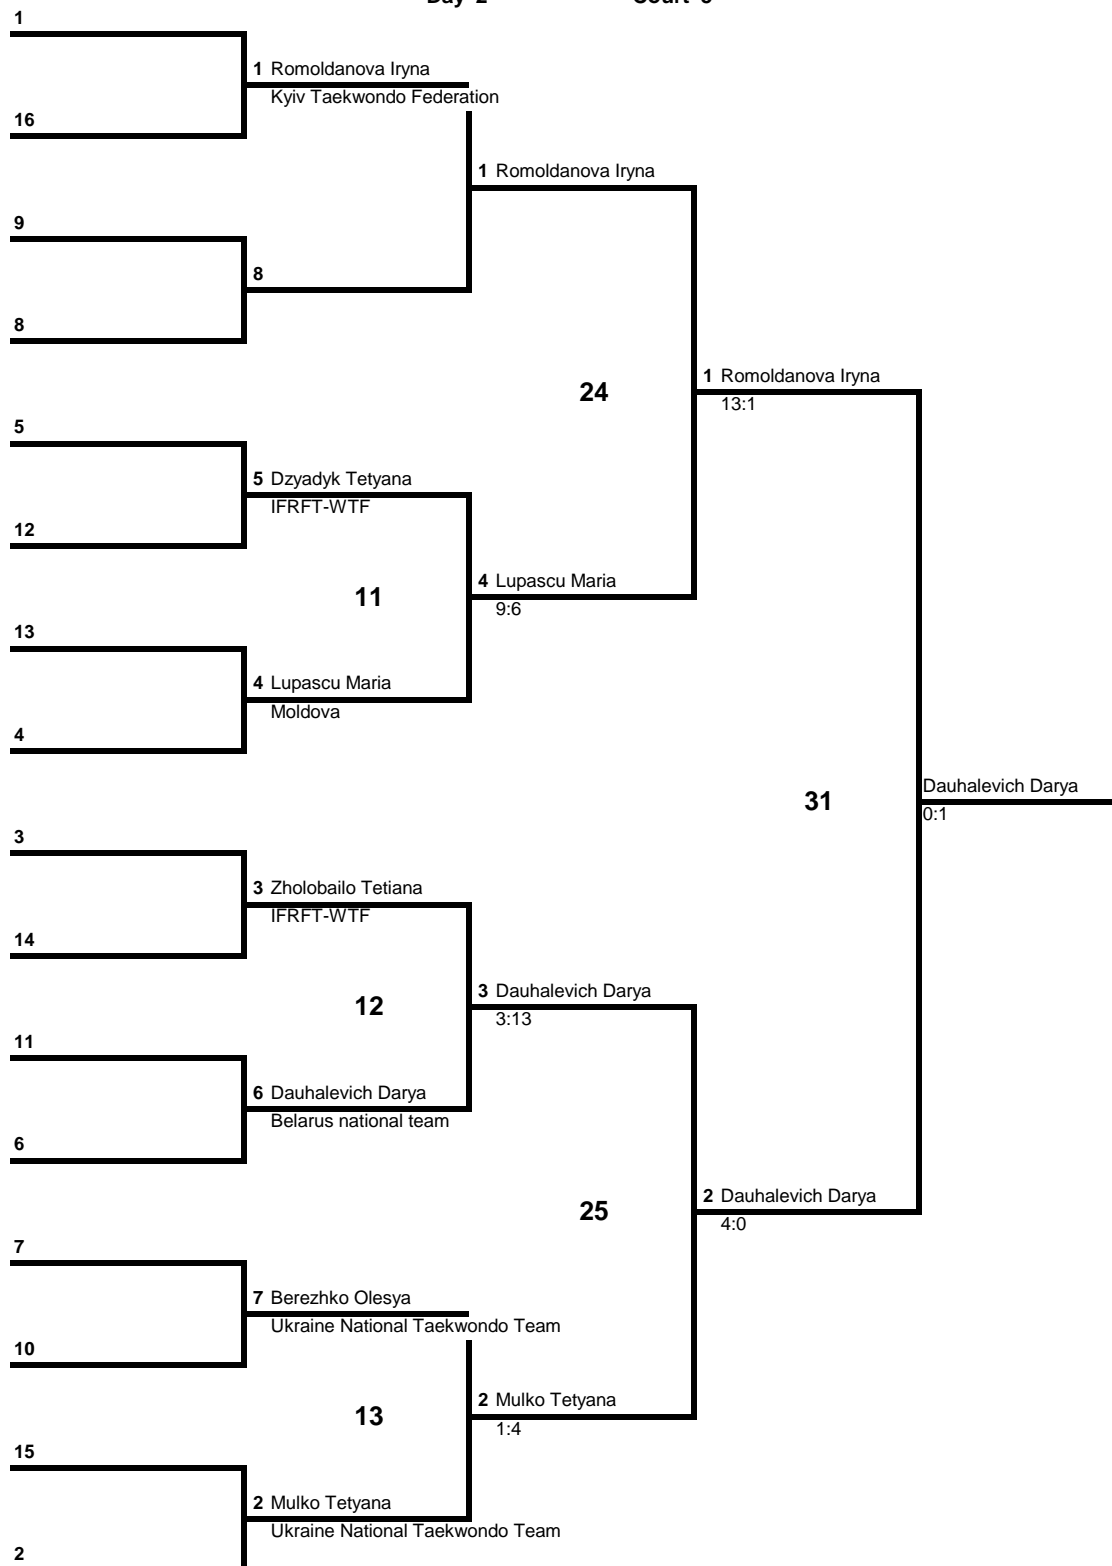 Day 2 Court 3
1
1 Romoldanova Iryna
Kyiv Taekwondo Federation
16
1 Romoldanova Iryna
9
8
8
24
1 Romoldanova Iryna
13:1
5
5 Dzyadyk Tetyana
IFRFT-WTF
12
11
4 Lupascu Maria
9:6
13
4 Lupascu Maria
Moldova
4
31
Dauhalevich Darya
0:1
3
3 Zholobailo Tetiana
IFRFT-WTF
14
12
3 Dauhalevich Darya
3:13
11
6 Dauhalevich Darya
Belarus national team
6
25
2 Dauhalevich Darya
4:0
7
7 Berezhko Olesya
Ukraine National Taekwondo Team
10
13
2 Mulko Tetyana
1:4
15
2 Mulko Tetyana
Ukraine National Taekwondo Team
2